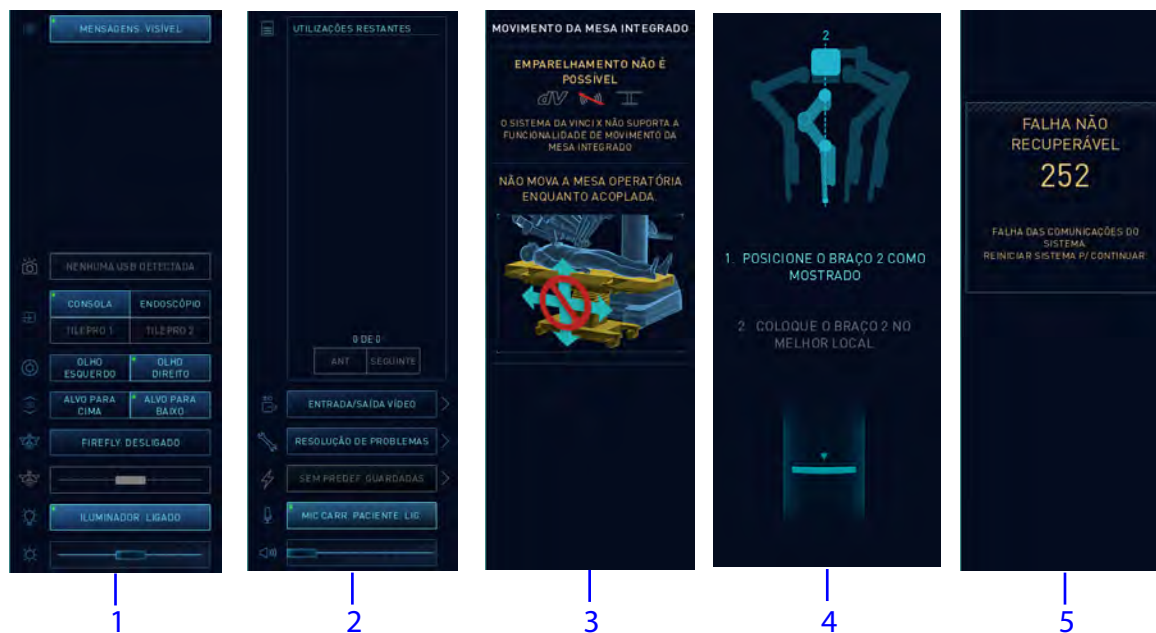 MENSAGENS. VISÍVEL
NENHUMA USB DETECTADA
CONSOLA
ENDOSCÓPIO
TILEPRO 1
TILEPRO 2
OLHO
ESQUERDO
OLHO
DIREITO
ALVO PARA
CIMA
ALVO PARA
BAIXO
FIREFLY DESLIGADO
ILUMINADOR. LIGADO
1
UTILIZAÇÕES RESTANTES
0 DE 0
ANT
SEGUINTE
ENTRADA/SAÍDA VÍDEO
RESOLUÇÃO DE PROBLEMAS
SEM PREDEF GUARDADAS
MIC CARR. PACIENTE: LIG
2
MOVIMENTO DA MESA INTEGRADO
EMPARELHAMENTO NÃO É
POSSÍVEL
dV
O SISTEMA DA VINCI X NÃO SUPORTA A
FUNCIONALIDADE DE MOVIMENTO DA
MESA INTEGRADO
NÃO MOVA A MESA OPERATÓRIA
ENQUANTO ACOPLADA.
3
2
1. POSICIONE O BRAÇO 2 COMO
MOSTRADO
2. COLOQUE O BRAÇO 2 NO
MELHOR LOCAL
4
FALHA NÃO
RECUPERÁVEL
252
FALHA DAS COMUNICAÇÕES DO
SISTEMA
REINICIAR SISTEMA P/ CONTINUAR
5